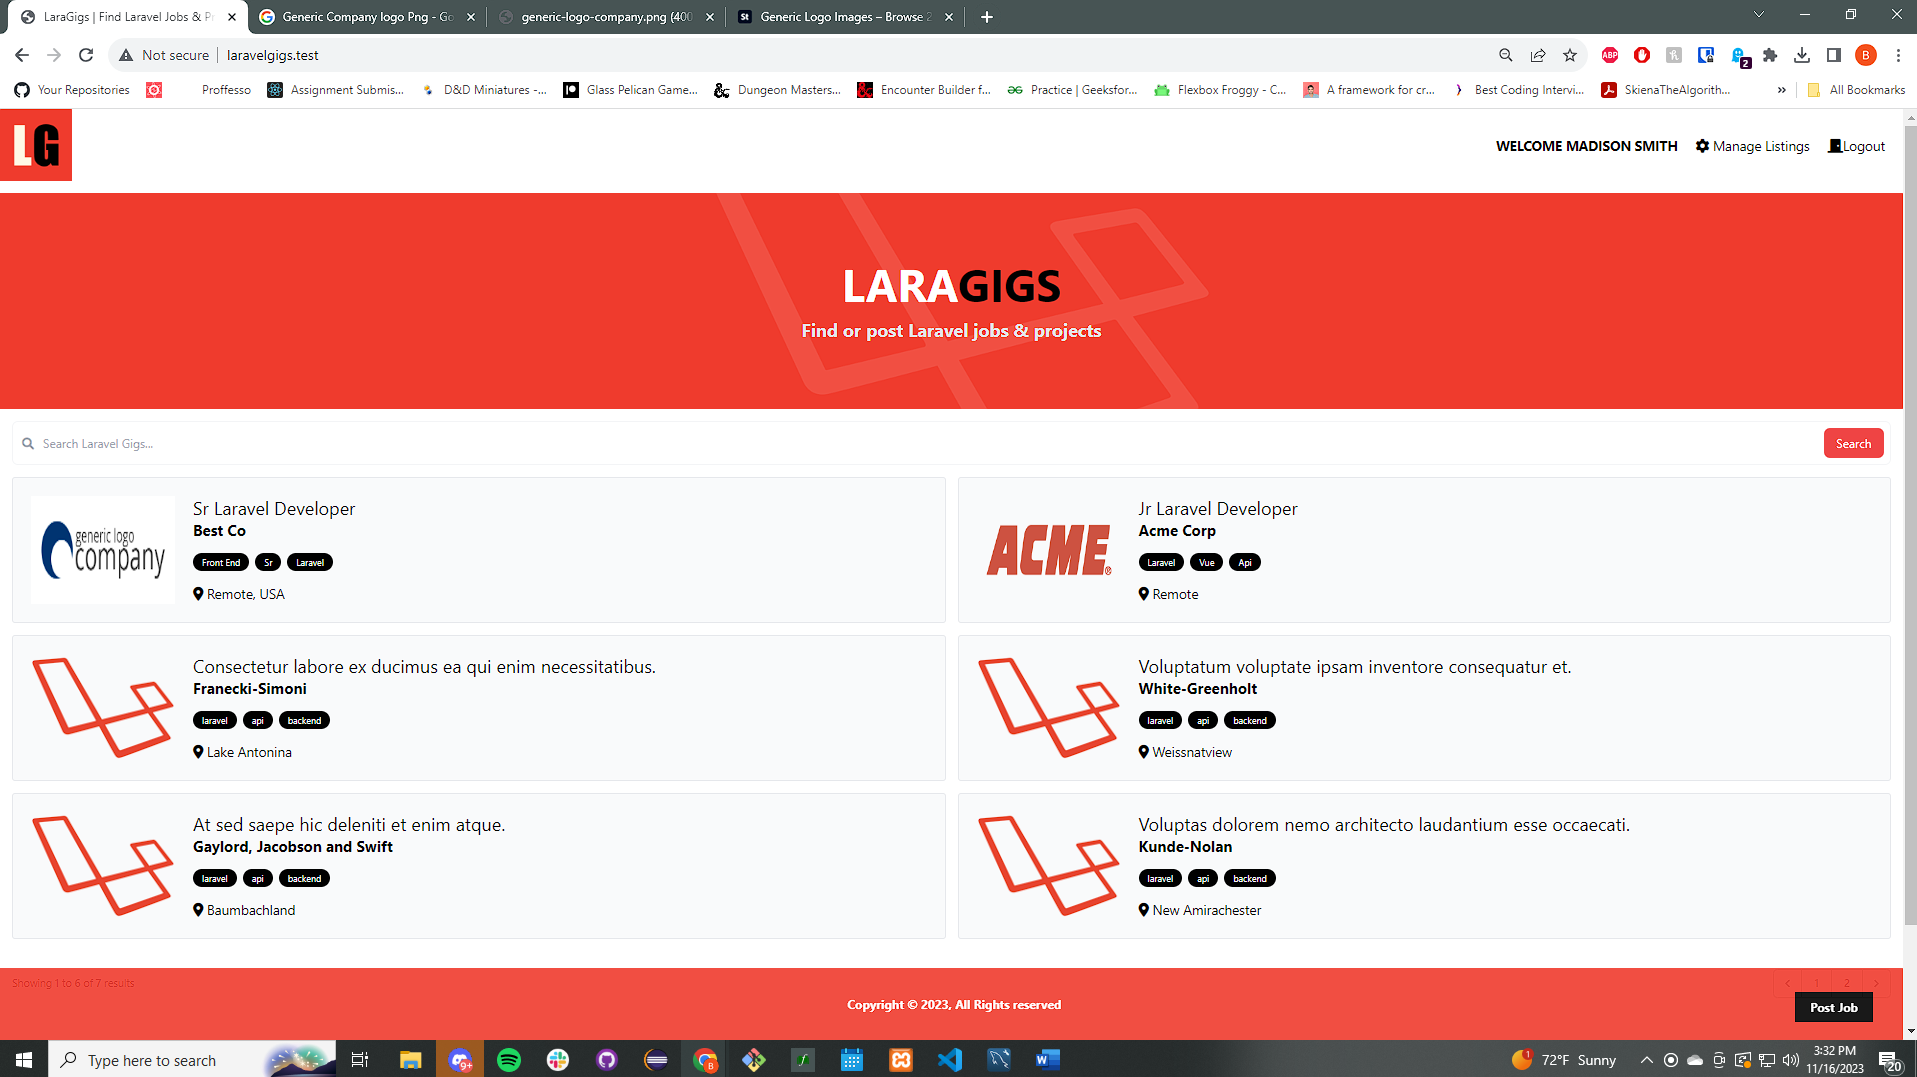 LaraGigs | Find Laravel Jobs & Pr
Generic Company logo Png - Go
generic-logo-company.png (400
Generic Logo Images – Browse 2
Not secure
laravelgigs.test
ABP
2
B
Your Repositories
Proffesso
Assignment Submis...
D&D Miniatures -...
Glass Pelican Game...
Dungeon Masters...
Encounter Builder f...
Practice | Geeksfor...
Flexbox Froggy - C...
A framework for cr...
Best Coding Intervi...
SkienaTheAlgorith...
»
All Bookmarks
LG
WELCOME MADISON SMITH
Manage Listings
Logout
LARAGIGS
Find or post Laravel jobs & projects
Search Laravel Gigs...
Search
generic logo
company
Sr Laravel Developer
Best Co
Front End Sr Laravel
Remote, USA
ACME®
Jr Laravel Developer
Acme Corp
Laravel Vue Api
Remote
Consectetur labore ex ducimus ea qui enim necessitatibus.
Franecki-Simoni
laravel api backend
Lake Antonina
Voluptatum voluptate ipsam inventore consequatur et.
White-Greenholt
laravel api backend
Weissnatview
At sed saepe hic deleniti et enim atque.
Gaylord, Jacobson and Swift
laravel api backend
Baumbachland
Voluptas dolorem nemo architecto laudantium esse occaecati.
Kunde-Nolan
laravel api backend
New Amirachester
Showing 1 to 6 of 7 results
1 2
Copyright © 2023, All Rights reserved
Post Job
Type here to search
9+
B
72°F Sunny
3:32 PM
11/16/2023
20